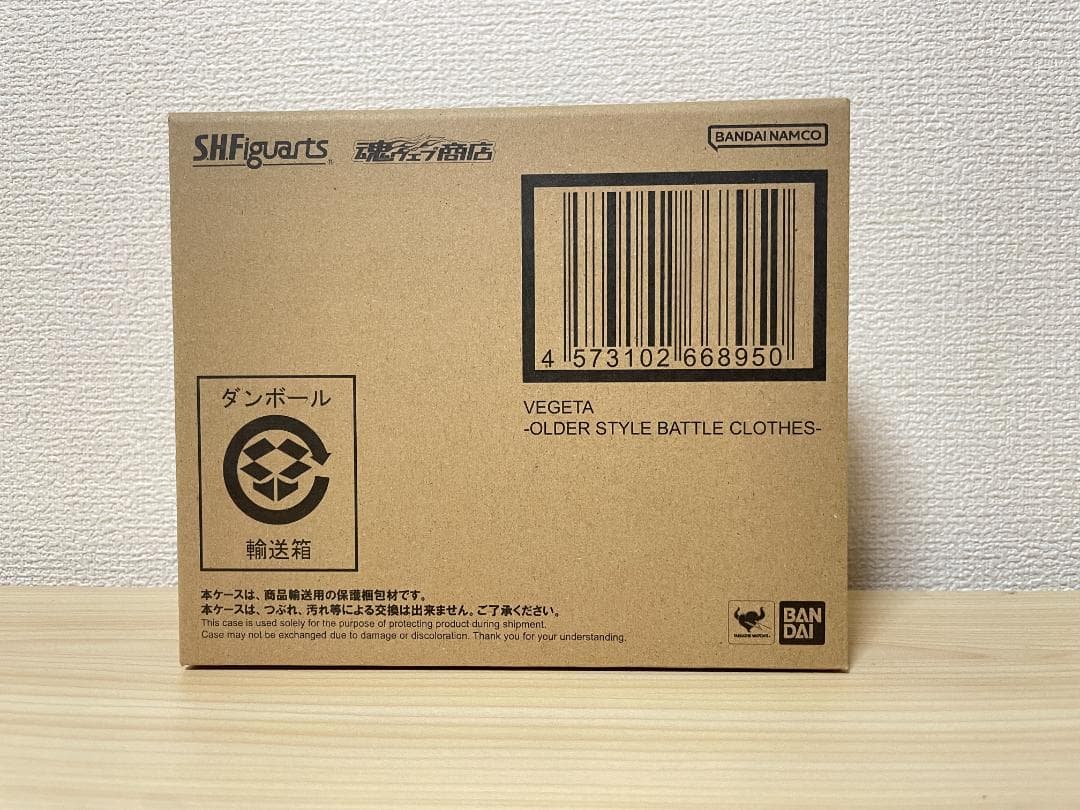 S.H.Figuarts
魂ウェブ商店
BANDAI NAMCO
4 573102 668950
VEGETA
-OLDER STYLE BATTLE CLOTHES-
ダンボール
輸送箱
本ケースは、商品輸送用の保護梱包材です。
本ケースは、つぶれ、汚れ等による交換は出来ません。ご了承ください。
This case is used solely for the purpose of protecting product during shipment.
Case may not be exchanged due to damage or discoloration. Thank you for your understanding.
BAN
DAI